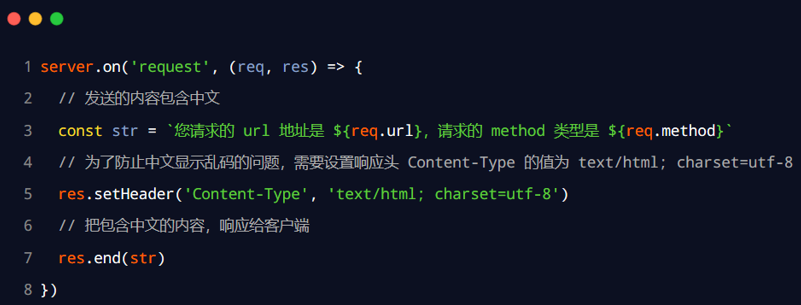 1 server.on('request', (req, res) => {
2 // 发送的内容包含中文
3 const str = `您请求的 url 地址是 ${req.url}，请求的 method 类型是 ${req.method}`
4 // 为了防止中文显示乱码的问题，需要设置响应头 Content-Type 的值为 text/html; charset=utf-8
5 res.setHeader('Content-Type', 'text/html; charset=utf-8')
6 // 把包含中文的内容，响应给客户端
7 res.end(str)
8 })